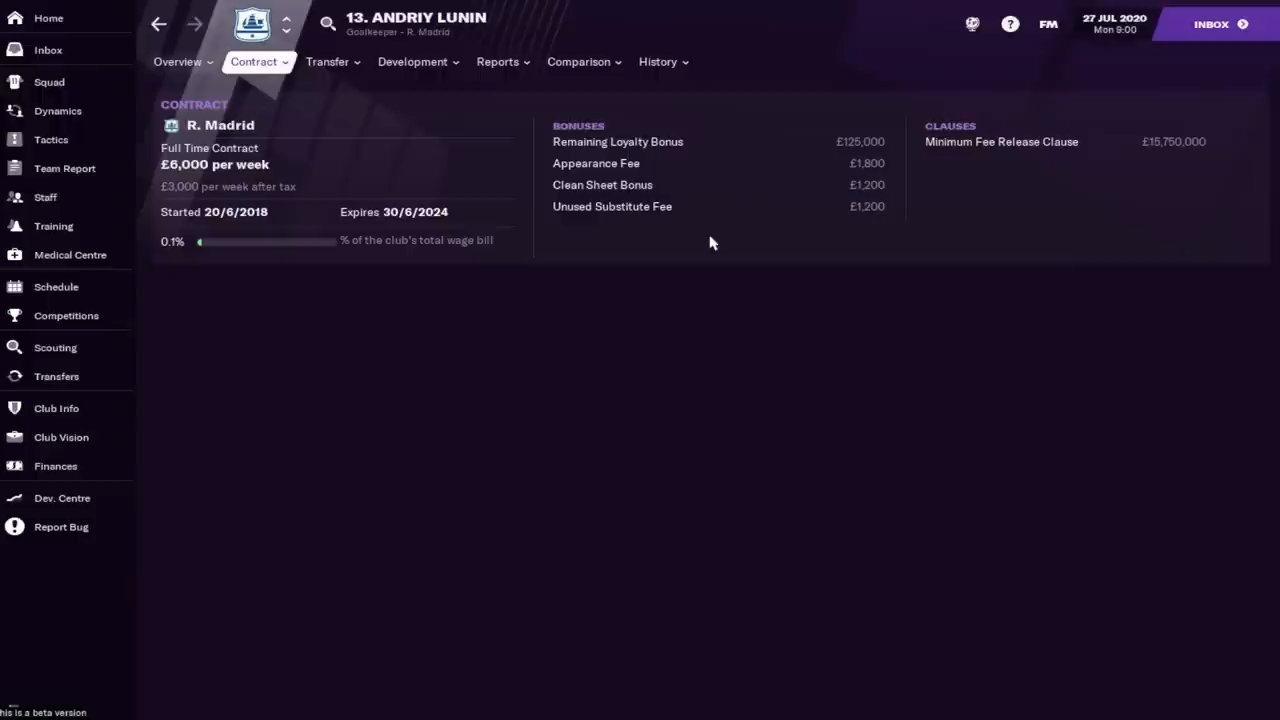 Home
Inbox
Squad
Dynamics
Tactics
Team Report
Staff
Training
Medical Centre
Schedule
Competitions
Scouting
Transfers
Club Info
Club Vision
Finances
Dev. Centre
Report Bug
his is a beta version
13. ANDRIY LUNIN
Goalkeeper - R. Madrid
? FM 27 JUL 2020
Mon 9:00
INBOX
Overview Contract Transfer Development Reports Comparison History
CONTRACT
R. Madrid
Full Time Contract
£6,000 per week
£3,000 per week after tax
Started 20/6/2018 Expires 30/6/2024
0.1% % of the club's total wage bill
BONUSES
Remaining Loyalty Bonus £125,000
Appearance Fee £1,800
Clean Sheet Bonus £1,200
Unused Substitute Fee £1,200
CLAUSES
Minimum Fee Release Clause £15,750,000